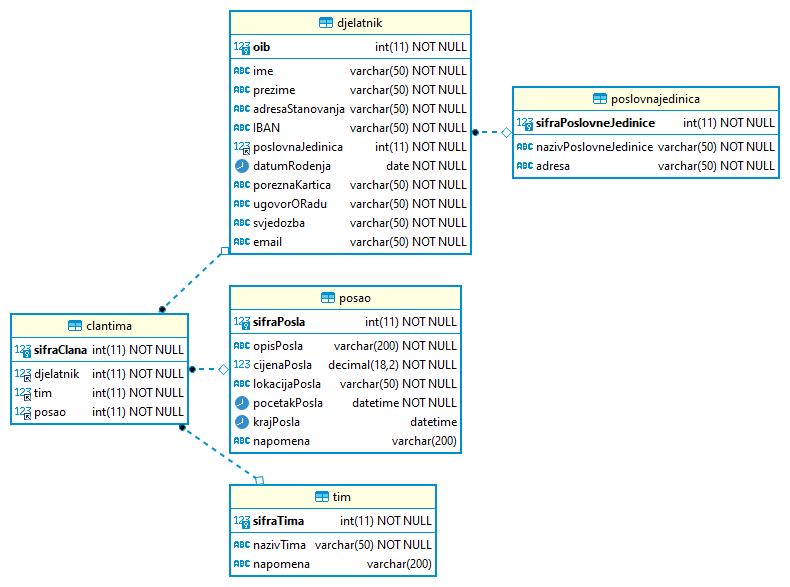 djelatnik
123 oib int(11) NOT NULL
ABC ime varchar(50) NOT NULL
ABC prezime varchar(50) NOT NULL
ABC adresaStanovanja varchar(50) NOT NULL
ABC IBAN varchar(50) NOT NULL
123 poslovnaJedinica int(11) NOT NULL
datumRodenja date NOT NULL
ABC poreznaKartica varchar(50) NOT NULL
ABC ugovorORadu varchar(50) NOT NULL
ABC svjedozba varchar(50) NOT NULL
ABC email varchar(50) NOT NULL
poslovnajedinica
123 sifraPoslovneJedinice int(11) NOT NULL
ABC nazivPoslovneJedinice varchar(50) NOT NULL
ABC adresa varchar(50) NOT NULL
clantima
123 sifraClana int(11) NOT NULL
123 djelatnik int(11) NOT NULL
123 tim int(11) NOT NULL
123 posao int(11) NOT NULL
posao
123 sifraPosla int(11) NOT NULL
ABC opisPosla varchar(200) NOT NULL
123 cijenaPosla decimal(18,2) NOT NULL
ABC lokacijaPosla varchar(50) NOT NULL
pocetakPosla datetime NOT NULL
krajPosla datetime
ABC napomena varchar(200)
tim
123 sifraTima int(11) NOT NULL
ABC nazivTima varchar(50) NOT NULL
ABC napomena varchar(200)